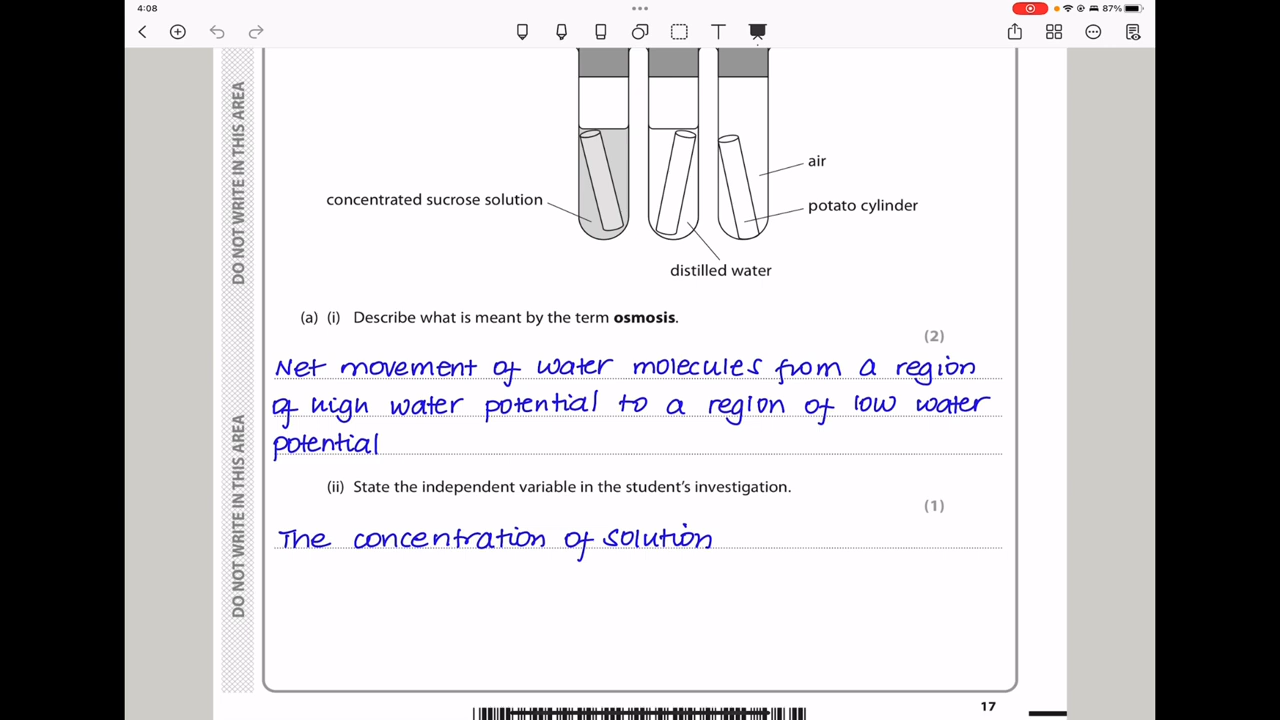 4:08
87%
DO NOT WRITE IN THIS AREA
air
concentrated sucrose solution
potato cylinder
distilled water
(a) (i) Describe what is meant by the term osmosis.
(2)
Net movement of water molecules from a region
of high water potential to a region of low water
potential
DO NOT WRITE IN THIS AREA
(ii) State the independent variable in the student's investigation.
(1)
The concentration of solution
17